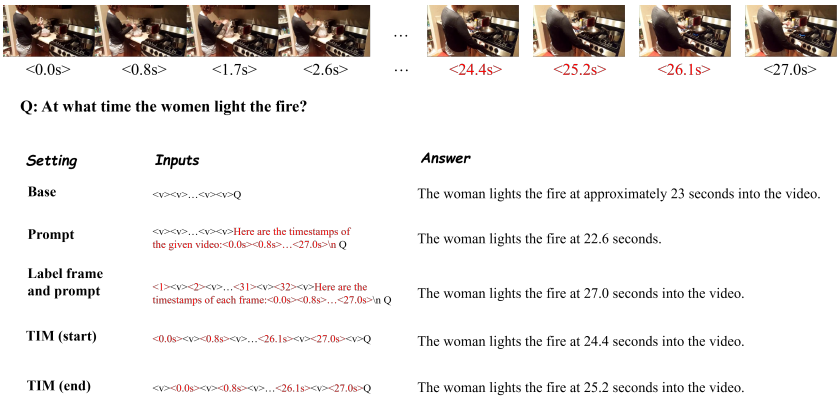 <0.0s> <0.8s> <1.7s> <2.6s> ... <24.4s> <25.2s> <26.1s> <27.0s>
...
Q: At what time the women light the fire?
Setting Inputs Answer
Base <v><v>…<v><v>Q The woman lights the fire at approximately 23 seconds into the video.
Prompt <v><v>…<v><v>Here are the timestamps of
the given video:<0.0s><0.8s>…<27.0s>\n Q The woman lights the fire at 22.6 seconds.
Label frame
and prompt <1><v><2><v>…<31><v><32><v>Here are the
timestamps of each frame:<0.0s><0.8s>…<27.0s>\n Q The woman lights the fire at 27.0 seconds into the video.
TIM (start) <0.0s><v><0.8s><v>…<26.1s><v><27.0s><v>Q The woman lights the fire at 24.4 seconds into the video.
TIM (end) <v><0.0s><v><0.8s><v>…<26.1s><v><27.0s>Q The woman lights the fire at 25.2 seconds into the video.